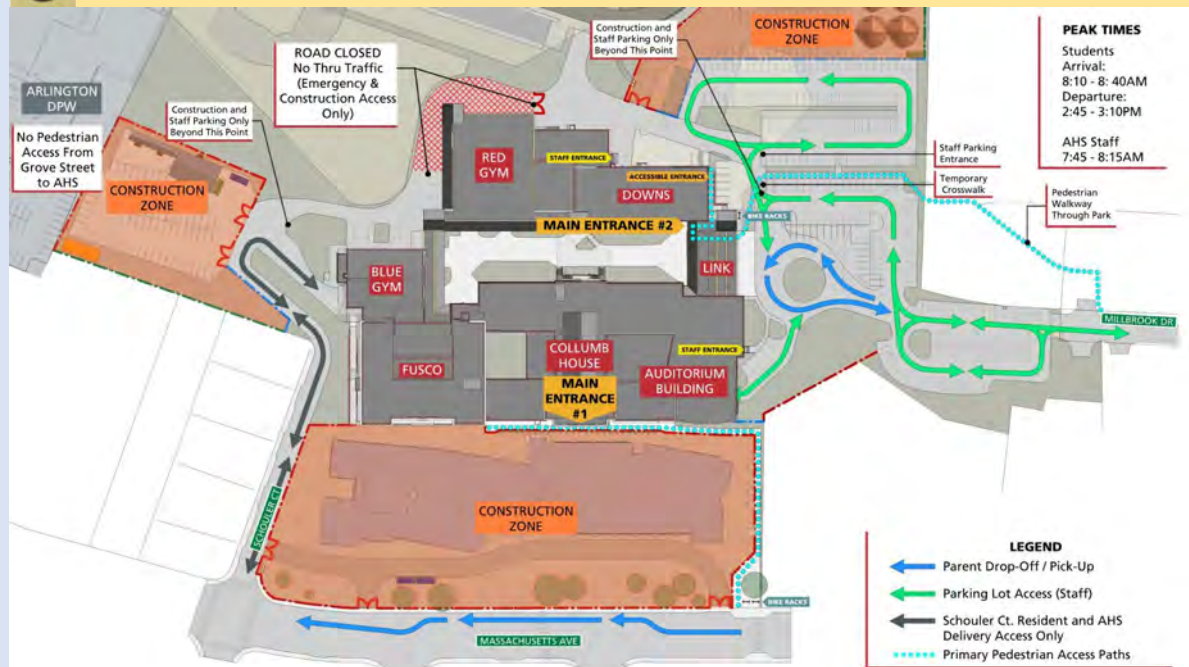 ROAD CLOSED
No Thru Traffic
(Emergency &
Construction Access
Only)
Construction and
Staff Parking Only
Beyond This Point
CONSTRUCTION
ZONE
PEAK TIMES
Students
Arrival:
8:10 - 8: 40AM
Departure:
2:45 - 3:10PM
AHS Staff
7:45 - 8:15AM
ARLINGTON
DPW
No Pedestrian
Access From
Grove Street
to AHS
Construction and
Staff Parking Only
Beyond This Point
CONSTRUCTION
ZONE
RED
GYM
STAFF ENTRANCE
ACCESSIBLE ENTRANCE
DOWNS
Staff Parking
Entrance
Temporary
Crosswalk
Pedestrian
Walkway
Through Park
BIKE RACKS
MAIN ENTRANCE #2
BLUE
GYM
LINK
MILLBROOK DR
FUSCO
COLLUMB
HOUSE
STAFF ENTRANCE
AUDITORIUM
BUILDING
MAIN
ENTRANCE
#1
SCHOULER CT
CONSTRUCTION
ZONE
BIKE RACKS
MASSACHUSETTS AVE
LEGEND
Parent Drop-Off / Pick-Up
Parking Lot Access (Staff)
Schouler Ct. Resident and AHS
Delivery Access Only
Primary Pedestrian Access Paths